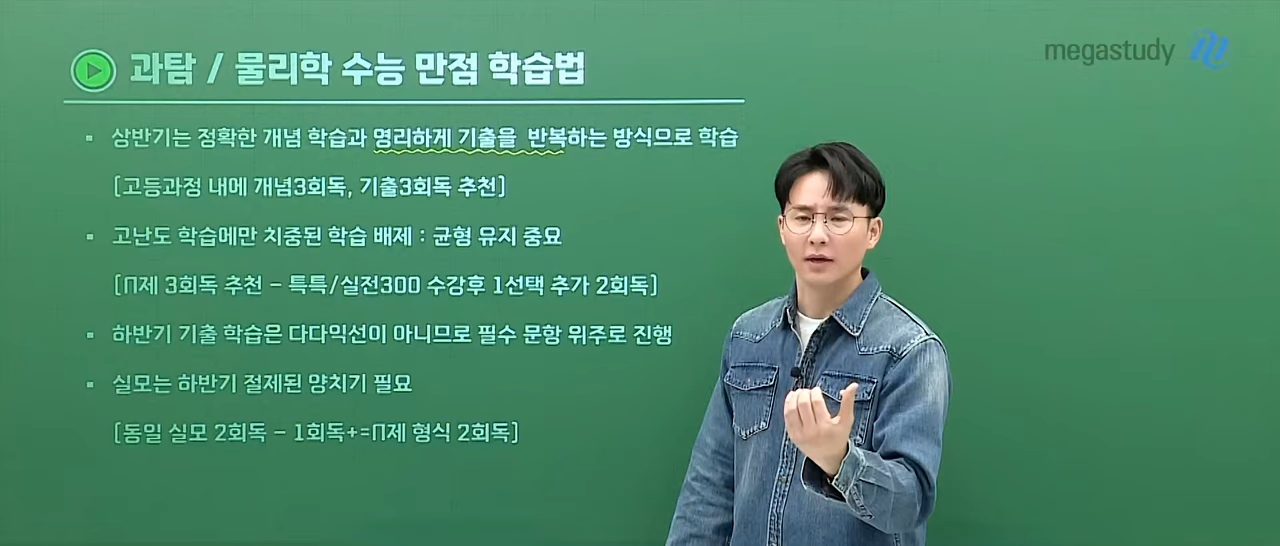 과탐 / 물리학 수능 만점 학습법
megastudy
상반기는 정확한 개념 학습과 영리하게 기출을 반복하는 방식으로 학습
[고등과정 내에 개념3회독, 기출3회독 추천]
고난도 학습에만 치중된 학습 배제 : 균형 유지 중요
[N제 3회독 추천 - 특특/실전300 수강후 1선택 추가 2회독]
하반기 기출 학습은 다다익선이 아니므로 필수 문항 위주로 진행
실모는 하반기 절제된 양치기 필요
[동일 실모 2회독 - 1회독+=N제 형식 2회독]